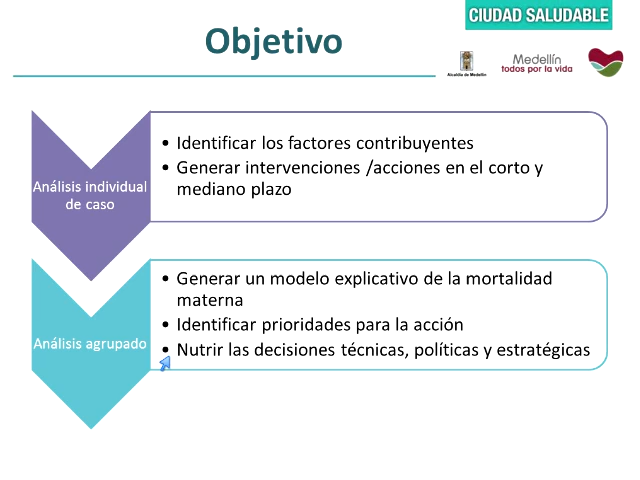 CIUDAD SALUDABLE
Objetivo
Alcaldía de Medellín
Medellín
todos por la vida
Análisis individual
de caso
• Identificar los factores contribuyentes
• Generar intervenciones /acciones en el corto y
mediano plazo
Análisis agrupado
• Generar un modelo explicativo de la mortalidad
materna
• Identificar prioridades para la acción
• Nutrir las decisiones técnicas, políticas y estratégicas